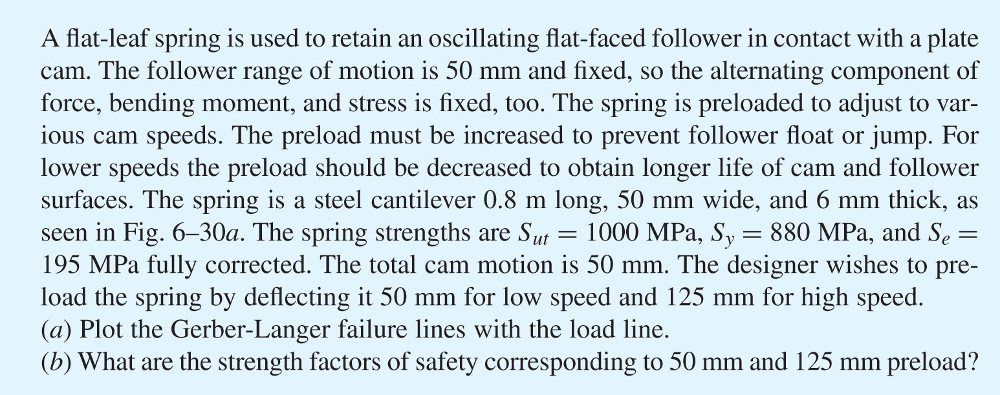 A flat-leaf spring is used to retain an oscillating flat-faced follower in contact with a plate
cam. The follower range of motion is 50 mm and fixed, so the alternating component of
force, bending moment, and stress is fixed, too. The spring is preloaded to adjust to var-
ious cam speeds. The preload must be increased to prevent follower float or jump. For
lower speeds the preload should be decreased to obtain longer life of cam and follower
surfaces. The spring is a steel cantilever 0.8 m long, 50 mm wide, and 6 mm thick, as
seen in Fig. 6–30a. The spring strengths are Sut = 1000 MPa, Sy = 880 MPa, and Se =
195 MPa fully corrected. The total cam motion is 50 mm. The designer wishes to pre-
load the spring by deflecting it 50 mm for low speed and 125 mm for high speed.
(a) Plot the Gerber-Langer failure lines with the load line.
(b) What are the strength factors of safety corresponding to 50 mm and 125 mm preload?